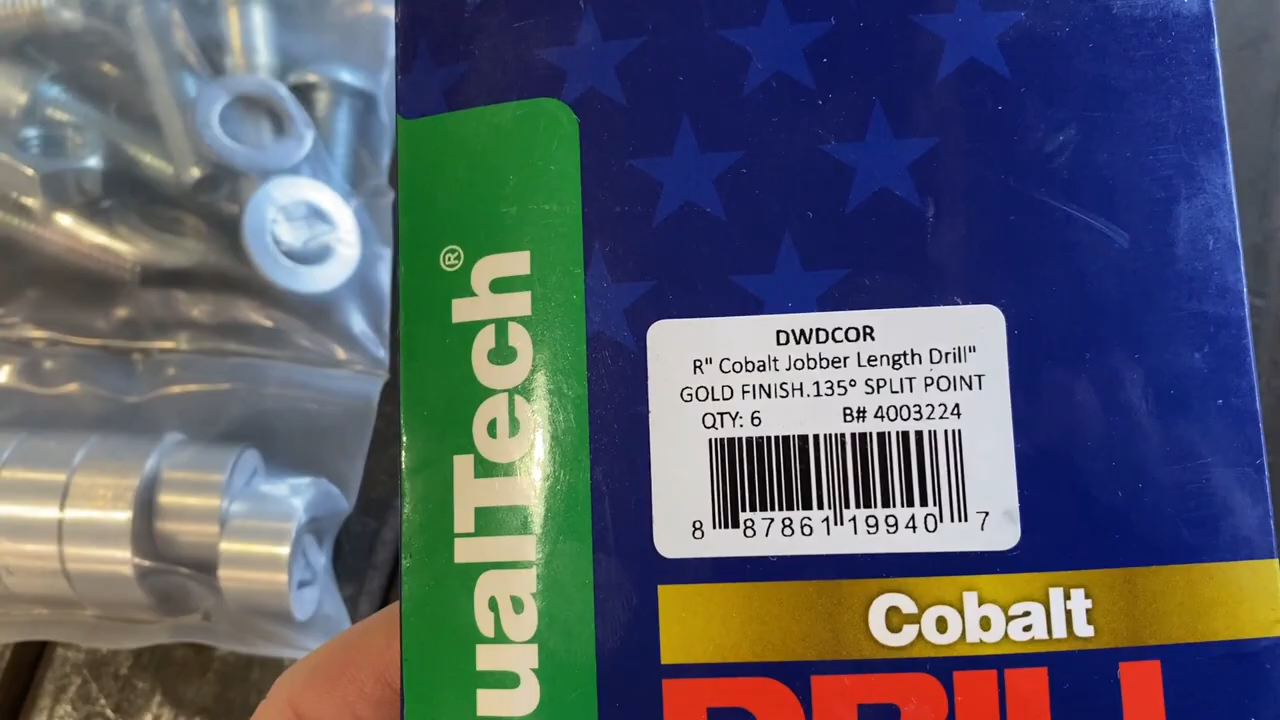 ualTech®
DWDCOR
R" Cobalt Jobber Length Drill"
GOLD FINISH.135° SPLIT POINT
QTY: 6 B# 4003224
8 87861 19940 7
Cobalt
DRILL